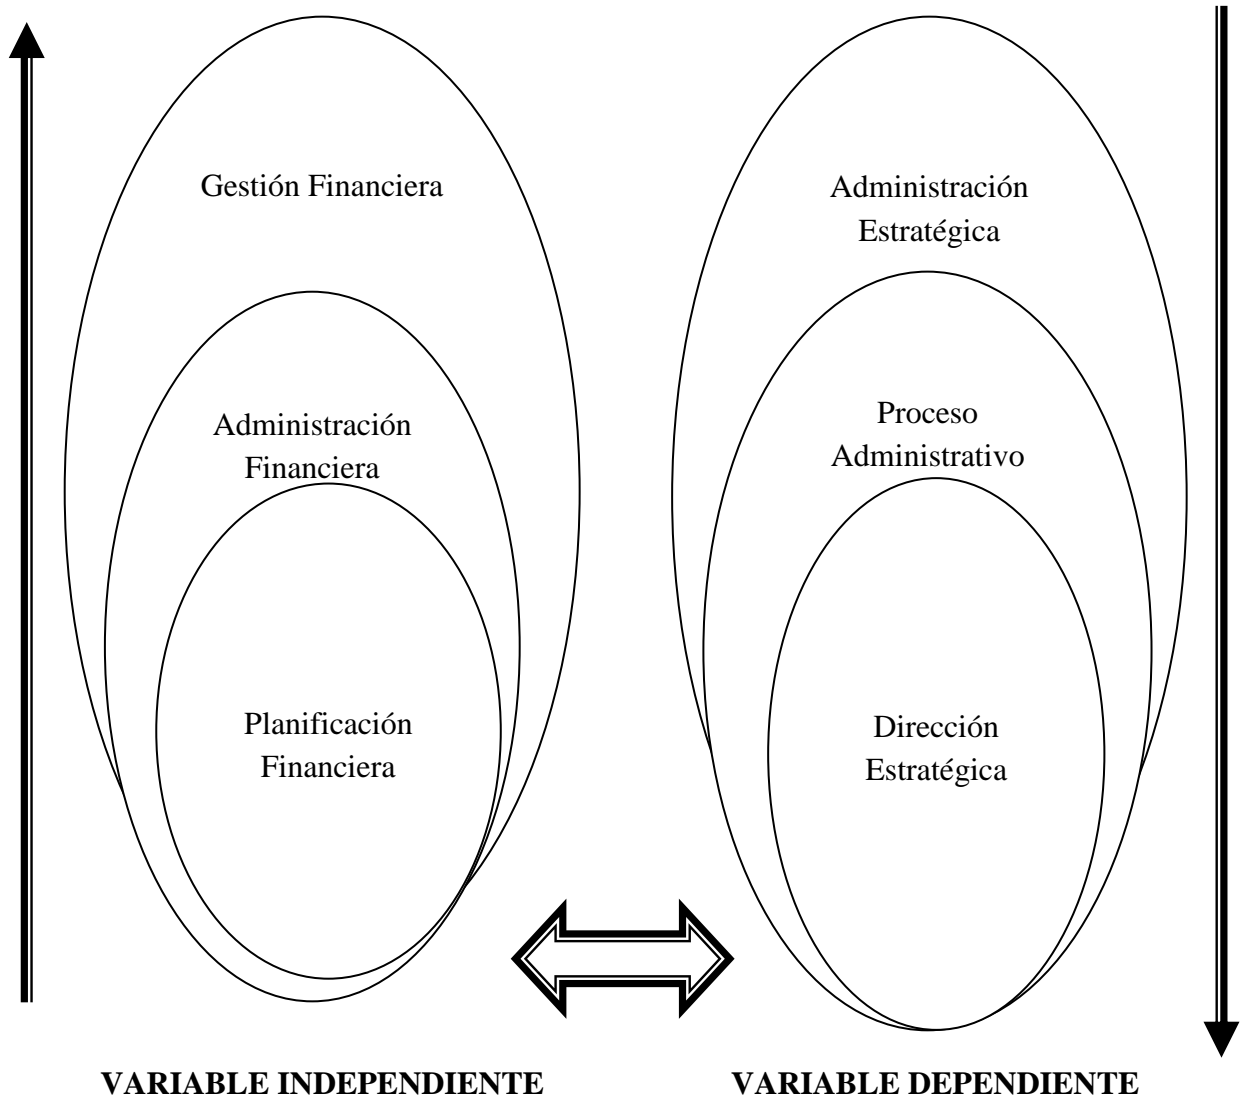 Gestión Financiera
Administración
Financiera
Planificación
Financiera
VARIABLE INDEPENDIENTE
Administración
Estratégica
Proceso
Administrativo
Dirección
Estratégica
VARIABLE DEPENDIENTE